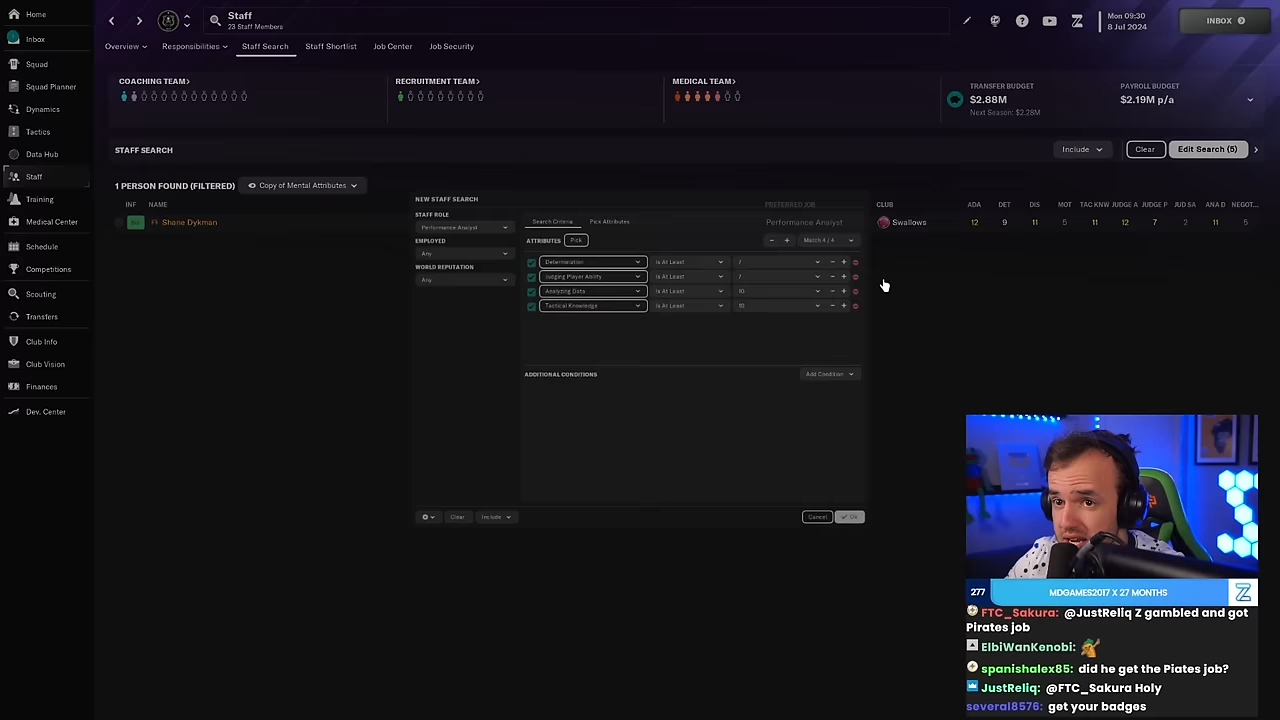 Home
Inbox
Squad
Squad Planner
Dynamics
Tactics
Data Hub
Staff
Training
Medical Center
Schedule
Competitions
Scouting
Transfers
Club Info
Club Vision
Finances
Dev. Center
Staff
23 Staff Members
Mon 09:30
8 Jul 2024
INBOX
Overview
Responsibilities
Staff Search
Staff Shortlist
Job Center
Job Security
COACHING TEAM>
RECRUITMENT TEAM>
MEDICAL TEAM>
TRANSFER BUDGET
$2.88M
Next Season: $2.28M
PAYROLL BUDGET
$2.19M p/a
STAFF SEARCH
Include
Clear
Edit Search (5)
1 PERSON FOUND (FILTERED)
Copy of Mental Attributes
INF NAME PREFERRED JOB CLUB ADA DET DIS MOT TAC KNW JUDGE A JUDGE P JUD SA ANA D NEGOT...
Shane Dykman Performance Analyst Swallows 12 9 11 5 11 12 7 2 11 5
NEW STAFF SEARCH
STAFF ROLE
Performance Analyst
EMPLOYED
Any
WORLD REPUTATION
Any
Search Criteria
Pick Attributes
ATTRIBUTES
Pick
Match 4 / 4
Determination Is At Least 7
Judging Player Ability Is At Least 7
Analyzing Data Is At Least 10
Tactical Knowledge Is At Least 10
ADDITIONAL CONDITIONS
Add Condition
Clear
Include
Cancel
Ok
277
MDGAMES2017 X 27 MONTHS
FTC_Sakura: @JustReliq Z gambled and got
Pirates job
ElbiWanKenobi:
spanishalex85: did he get the Piates job?
JustReliq: @FTC_Sakura Holy
several8576: get your badges